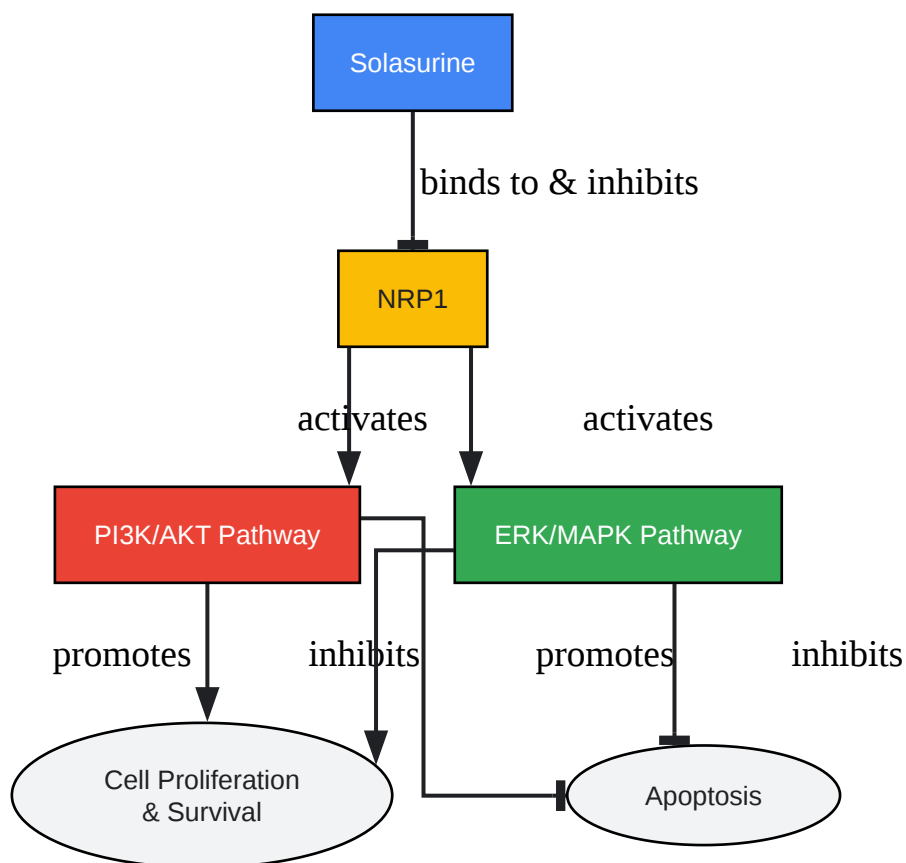 Solasurine
binds to & inhibits
NRP1
activates
activates
PI3K/AKT Pathway
ERK/MAPK Pathway
promotes
inhibits
promotes
inhibits
Cell Proliferation
& Survival
Apoptosis